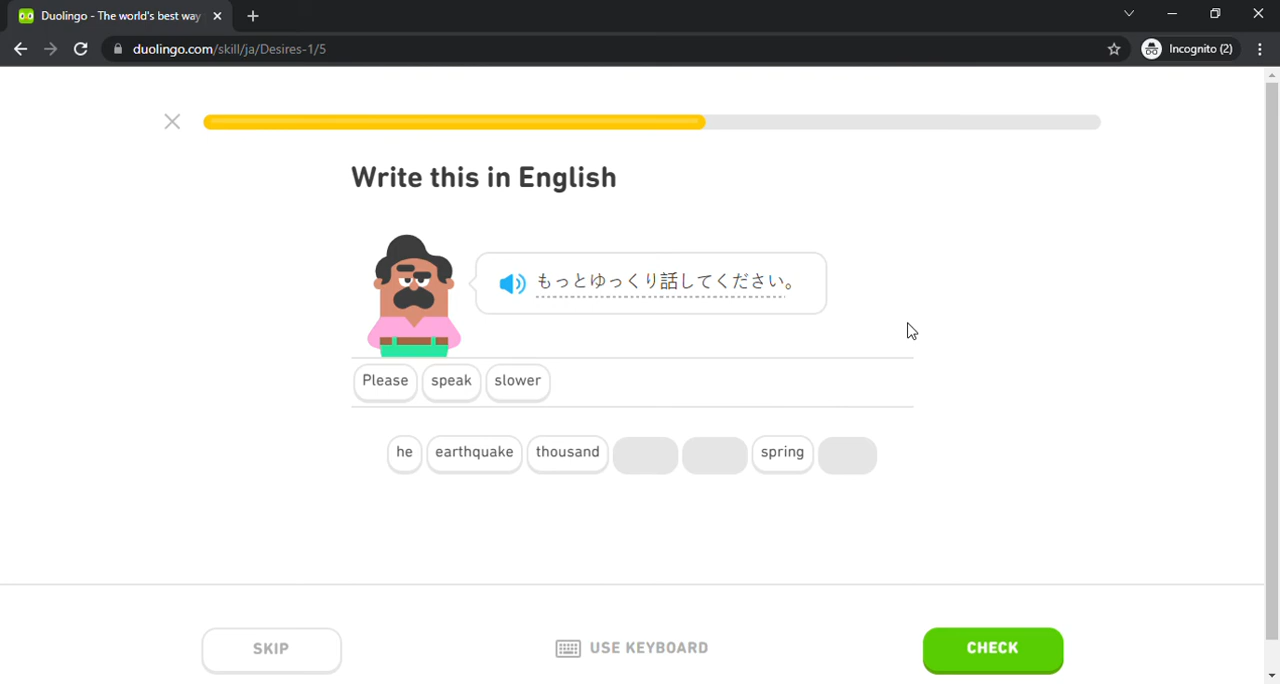 Duolingo - The world's best way
duolingo.com/skill/ja/Desires-1/5
Incognito (2)
Write this in English
もっとゆっくり話してください。
Please speak slower
he earthquake thousand spring
SKIP
USE KEYBOARD
CHECK